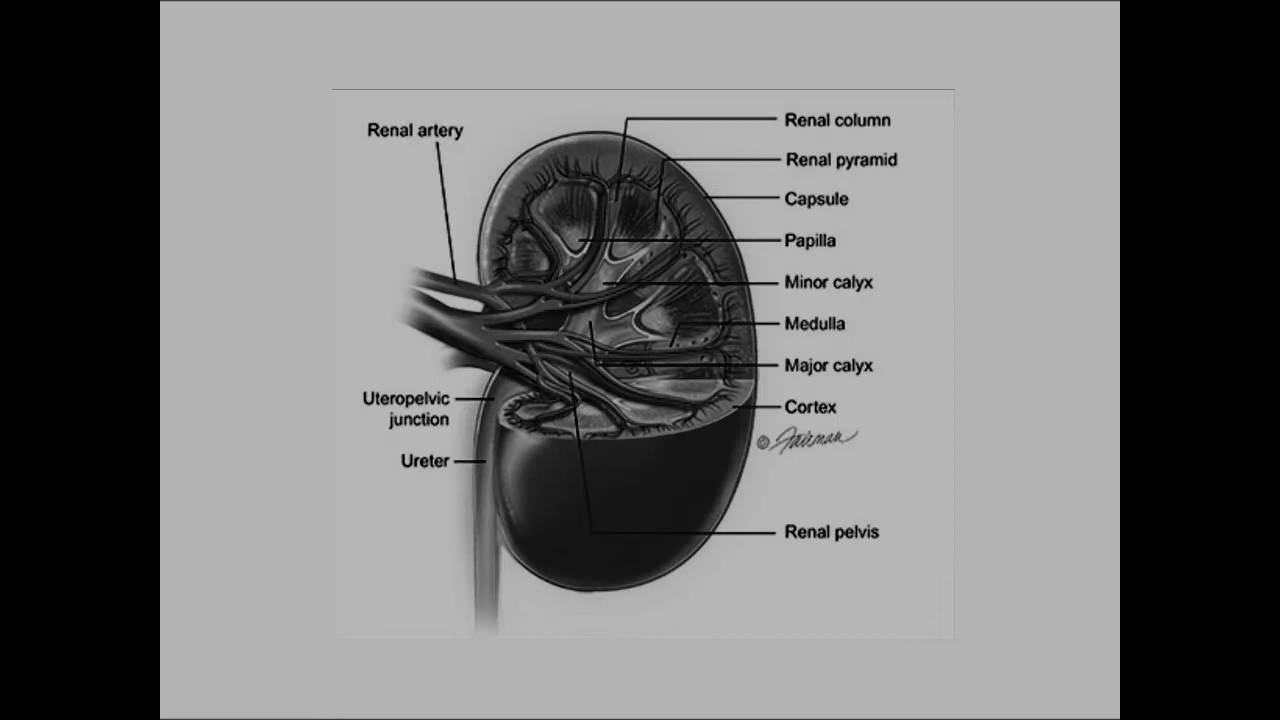 Renal artery
Renal column
Renal pyramid
Capsule
Papilla
Minor calyx
Medulla
Major calyx
Uteropelvic
junction
Cortex
© Fairman
Ureter
Renal pelvis